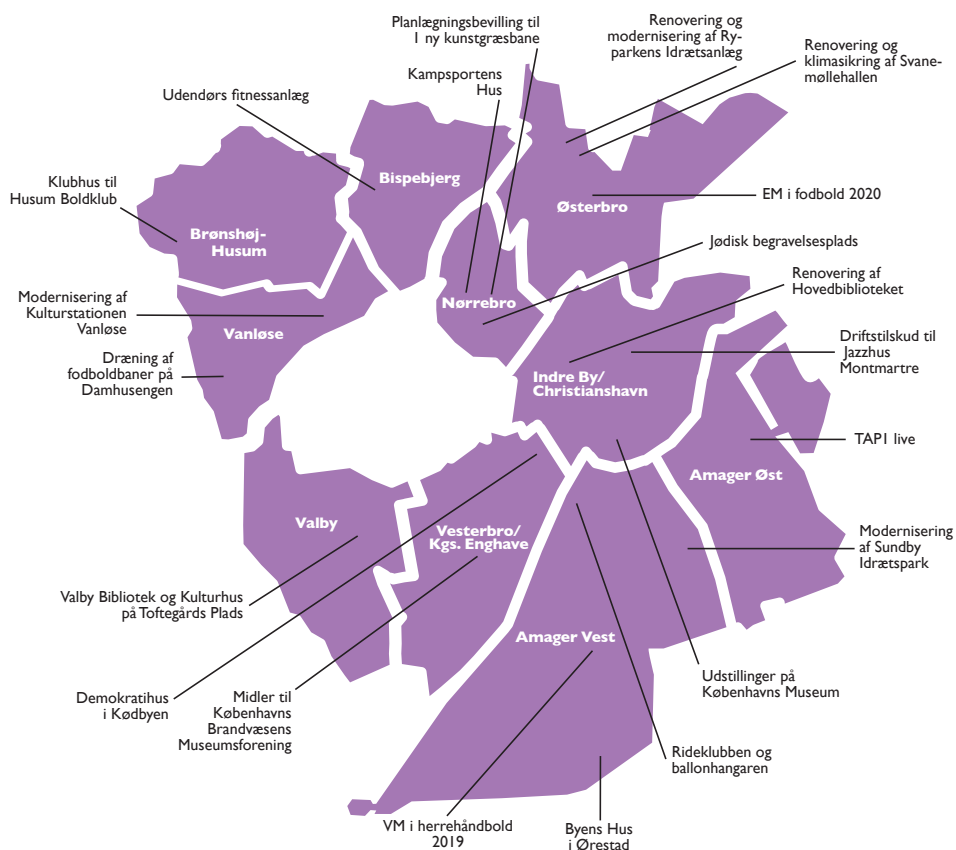 Planlægningsbevilling til
1 ny kunstgræsbane
Renovering og
modernisering af Ry-
parkens Idrætsanlæg
Renovering og
klimasikring af Svane-
møllehallen
Kampsportens
Hus
Udendørs fitnessanlæg
Klubhus til
Husum Boldklub
Bispebjerg
Østerbro
EM i fodbold 2020
Brønshøj-
Husum
Jødisk begravelsesplads
Renovering af
Hovedbiblioteket
Modernisering af
Kulturstationen
Vanløse
Vanløse
Nørrebro
Driftstilskud til
Jazzhus
Montmartre
Dræning af
fodboldbaner på
Damhusengen
Indre By/
Christianshavn
TAP1 live
Amager Øst
Valby
Vesterbro/
Kgs. Enghave
Modernisering
af Sundby
Idrætspark
Valby Bibliotek og Kulturhus
på Toftegårds Plads
Amager Vest
Udstillinger på
Københavns Museum
Demokratihus
i Kødbyen
Midler til
Københavns
Brandvæsens
Museumsforening
Rideklubben og
ballonhangaren
VM i herrehåndbold
2019
Byens Hus
i Ørestad